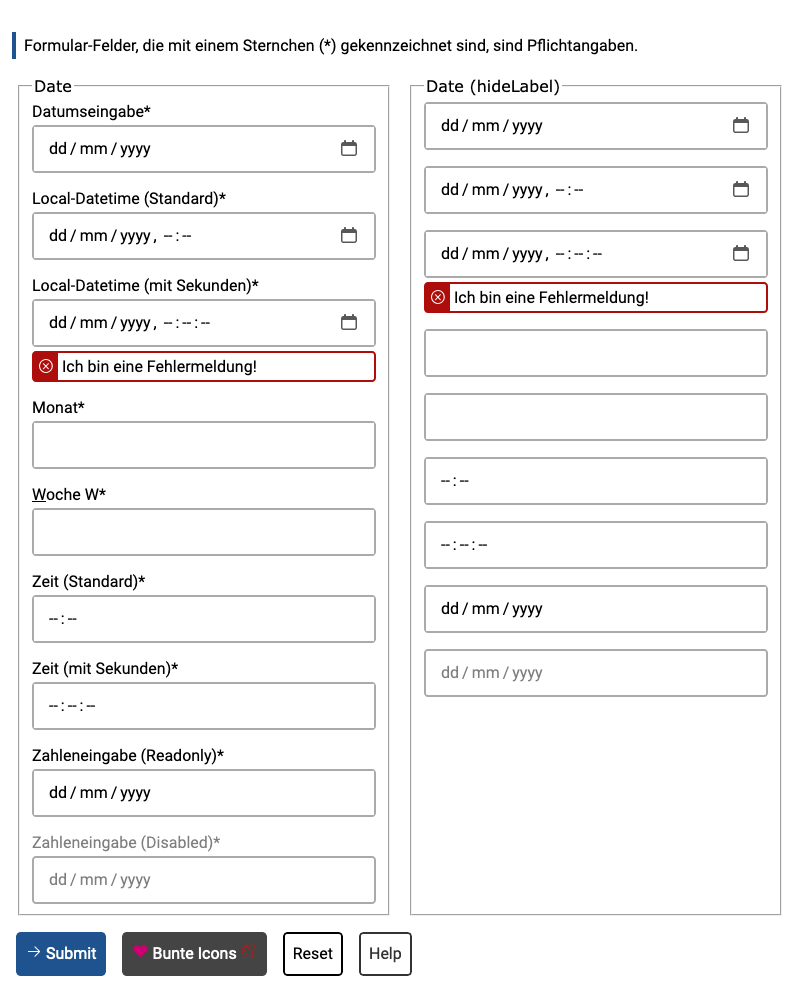 Formular-Felder, die mit einem Sternchen (*) gekennzeichnet sind, sind Pflichtangaben.
Date
Datumseingabe*
dd/mm/yyyy
Local-Datetime (Standard)*
dd/mm/yyyy, --:--
Local-Datetime (mit Sekunden)*
dd/mm/yyyy, --:--:--
Ich bin eine Fehlermeldung!
Monat*
Woche W*
Zeit (Standard)*
--:--
Zeit (mit Sekunden)*
--:--:--
Zahleneingabe (Readonly)*
dd/mm/yyyy
Zahleneingabe (Disabled)*
dd/mm/yyyy
Date (hideLabel)
dd/mm/yyyy
dd/mm/yyyy, --:--
dd/mm/yyyy, --:--:--
Ich bin eine Fehlermeldung!
--:--
--:--:--
dd/mm/yyyy
dd/mm/yyyy
Submit
Bunte Icons
Reset
Help